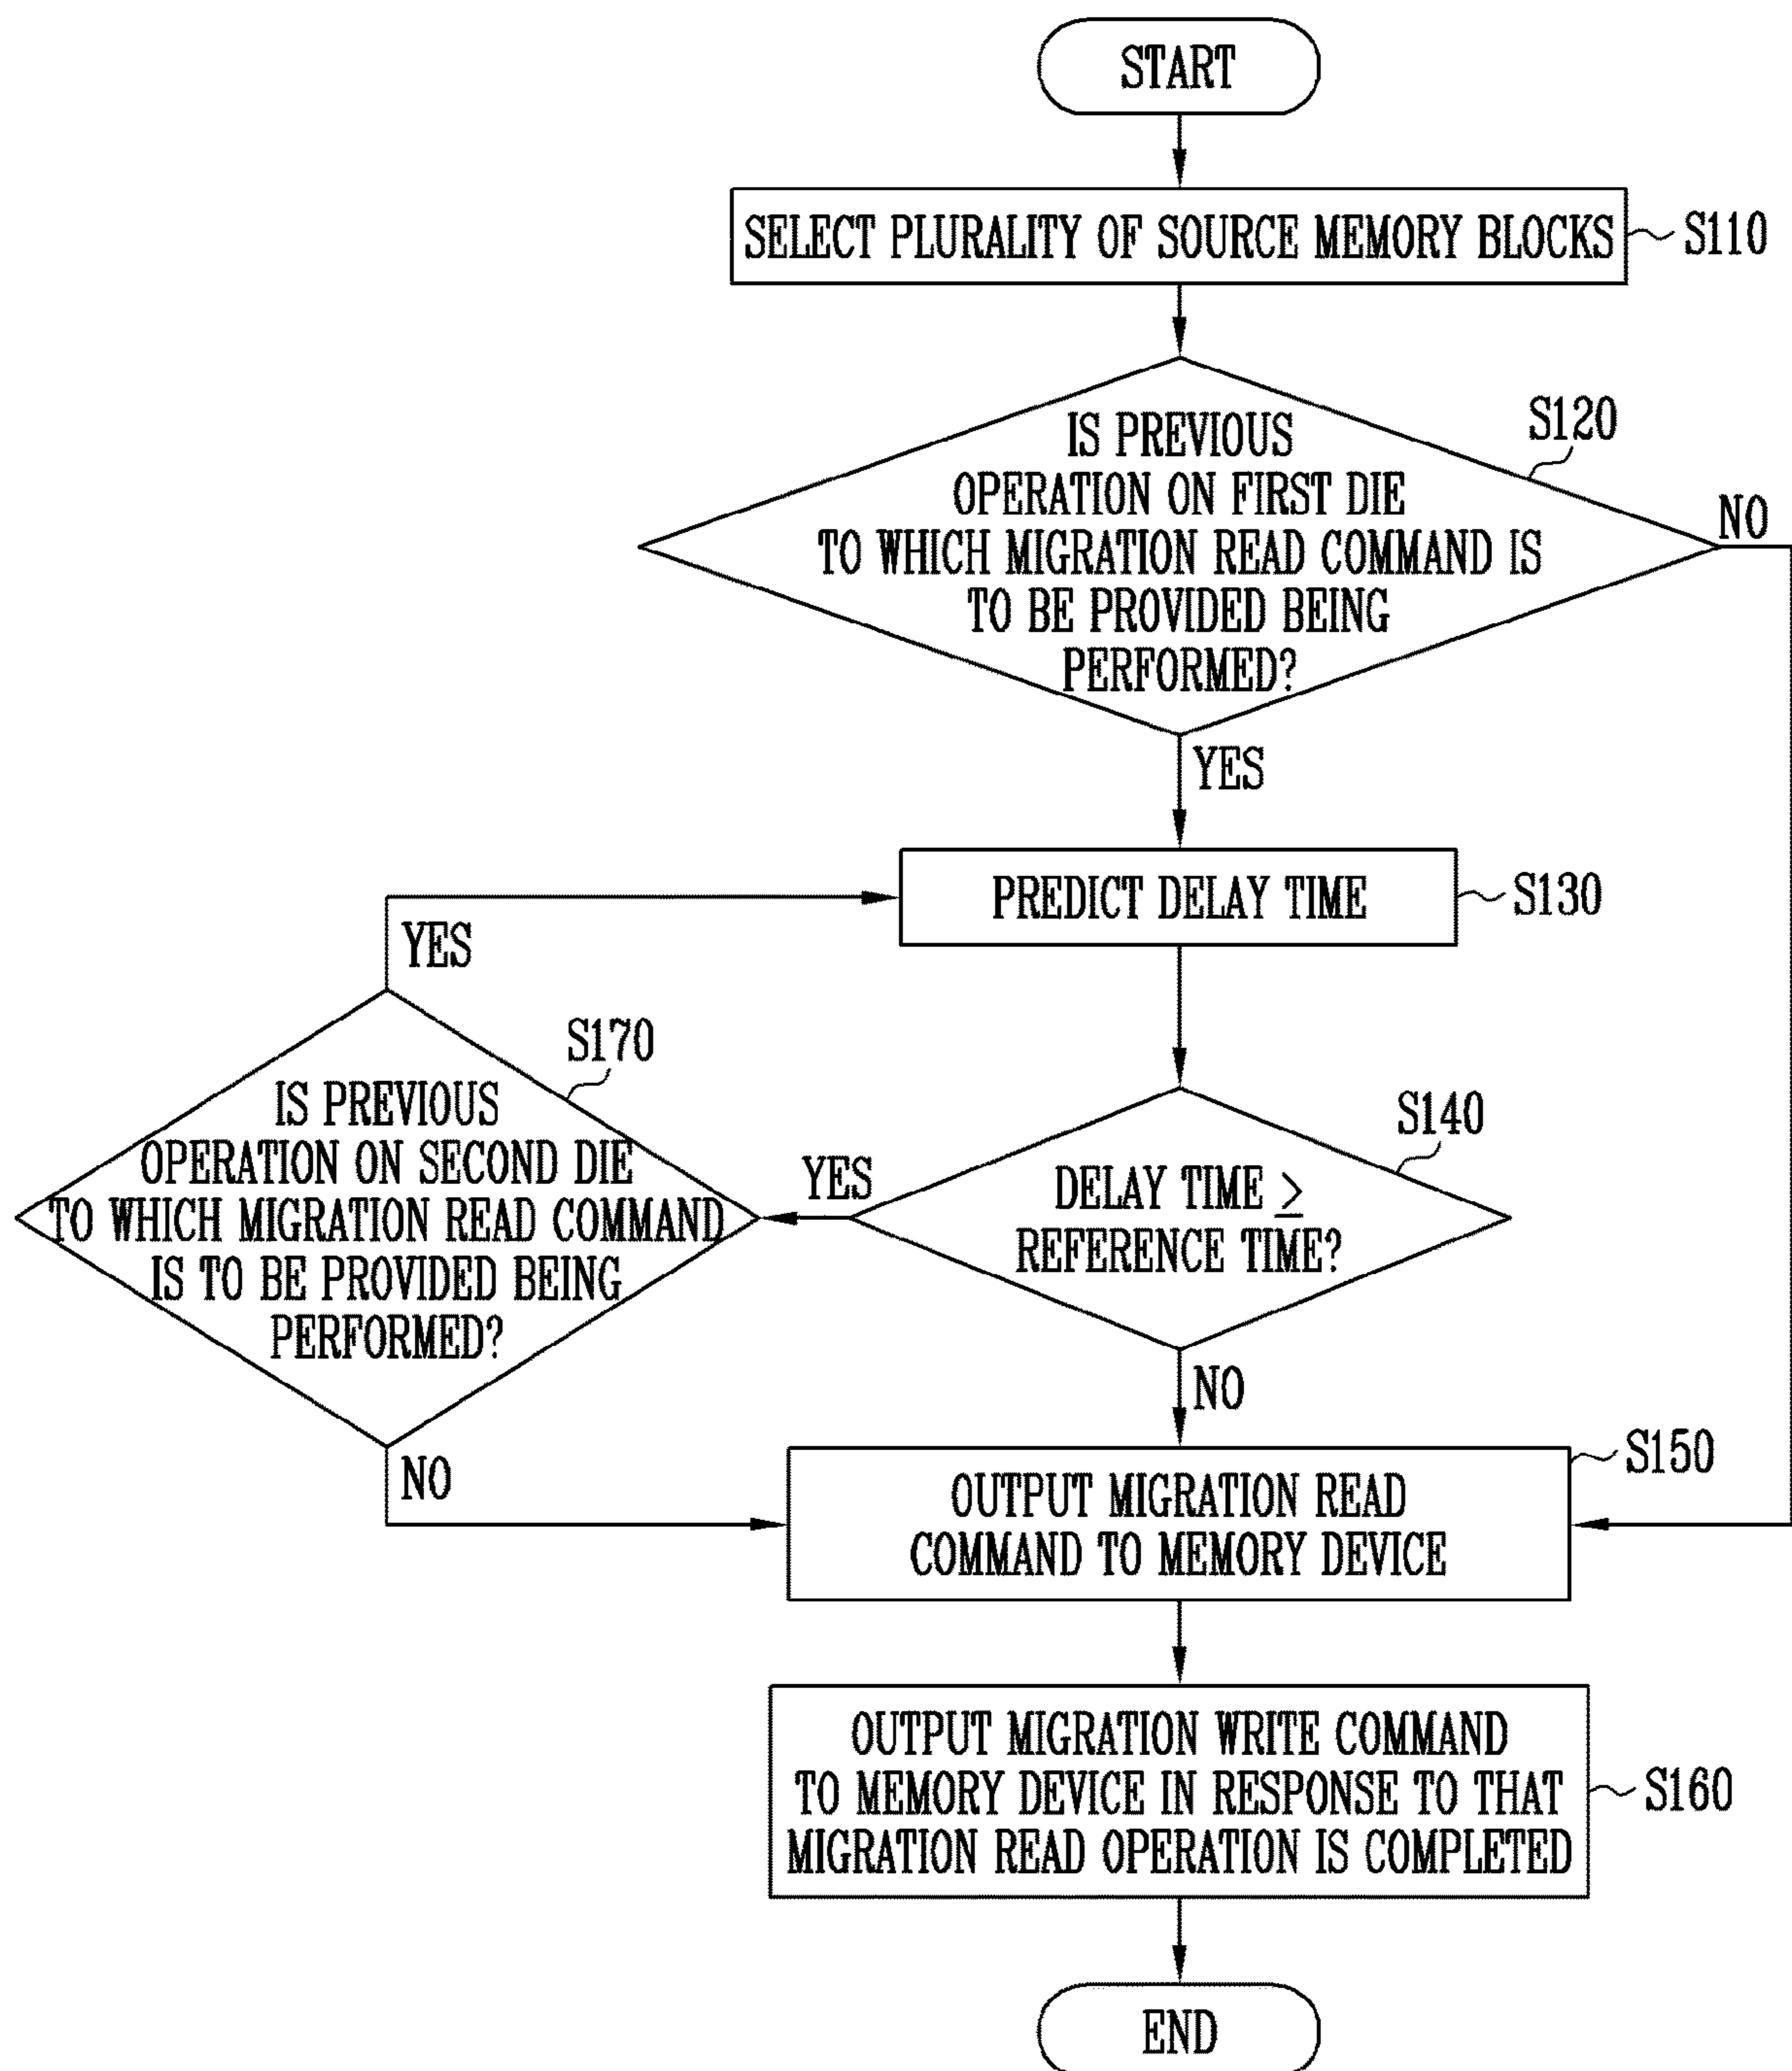 START
SELECT PLURALITY OF SOURCE MEMORY BLOCKS
S110
IS PREVIOUS
OPERATION ON FIRST DIE
TO WHICH MIGRATION READ COMMAND IS
TO BE PROVIDED BEING
PERFORMED?
S120
NO
YES
PREDICT DELAY TIME
S130
YES
S170
IS PREVIOUS
OPERATION ON SECOND DIE
TO WHICH MIGRATION READ COMMAND
IS TO BE PROVIDED BEING
PERFORMED?
YES
DELAY TIME ≥
REFERENCE TIME?
S140
NO
NO
OUTPUT MIGRATION READ
COMMAND TO MEMORY DEVICE
S150
OUTPUT MIGRATION WRITE COMMAND
TO MEMORY DEVICE IN RESPONSE TO THAT
MIGRATION READ OPERATION IS COMPLETED
S160
END